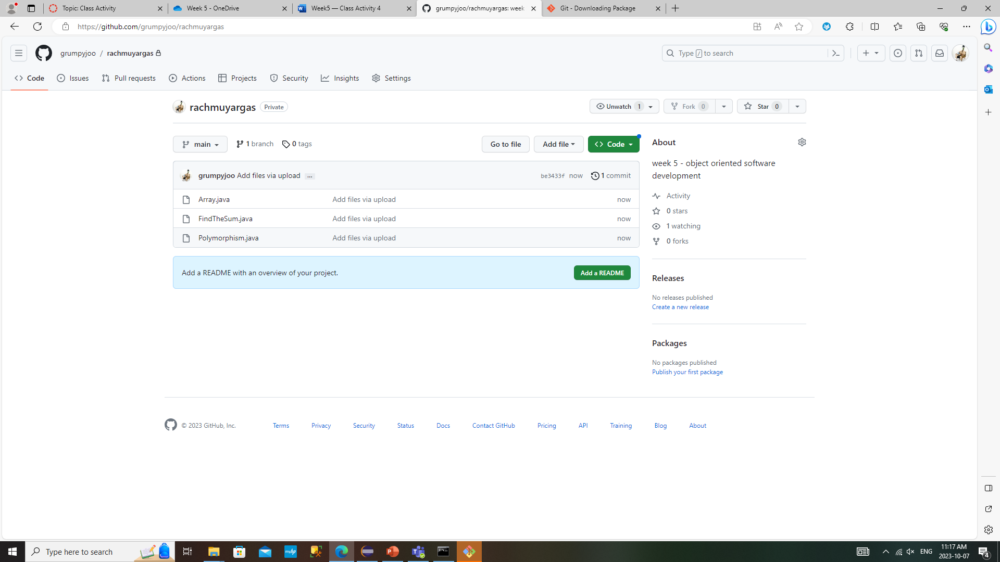 Topic: Class Activity
Week 5 - OneDrive
Week5 — Class Activity 4
grumpyjoo/rachmuyargas: week
Git - Downloading Package
https://github.com/grumpyjoo/rachmuyargas
grumpyjoo / rachmuyargas
Type / to search
Code
Issues
Pull requests
Actions
Projects
Security
Insights
Settings
rachmuyargas Private
Unwatch 1
Fork 0
Star 0
main
1 branch
0 tags
Go to file
Add file
Code
grumpyjoo Add files via upload ...
be3433f now 1 commit
Array.java Add files via upload now
FindTheSum.java Add files via upload now
Polymorphism.java Add files via upload now
Add a README with an overview of your project.
Add a README
About
week 5 - object oriented software
development
Activity
0 stars
1 watching
0 forks
Releases
No releases published
Create a new release
Packages
No packages published
Publish your first package
© 2023 GitHub, Inc.
Terms
Privacy
Security
Status
Docs
Contact GitHub
Pricing
API
Training
Blog
About
Type here to search
ENG
11:17 AM
2023-10-07
4